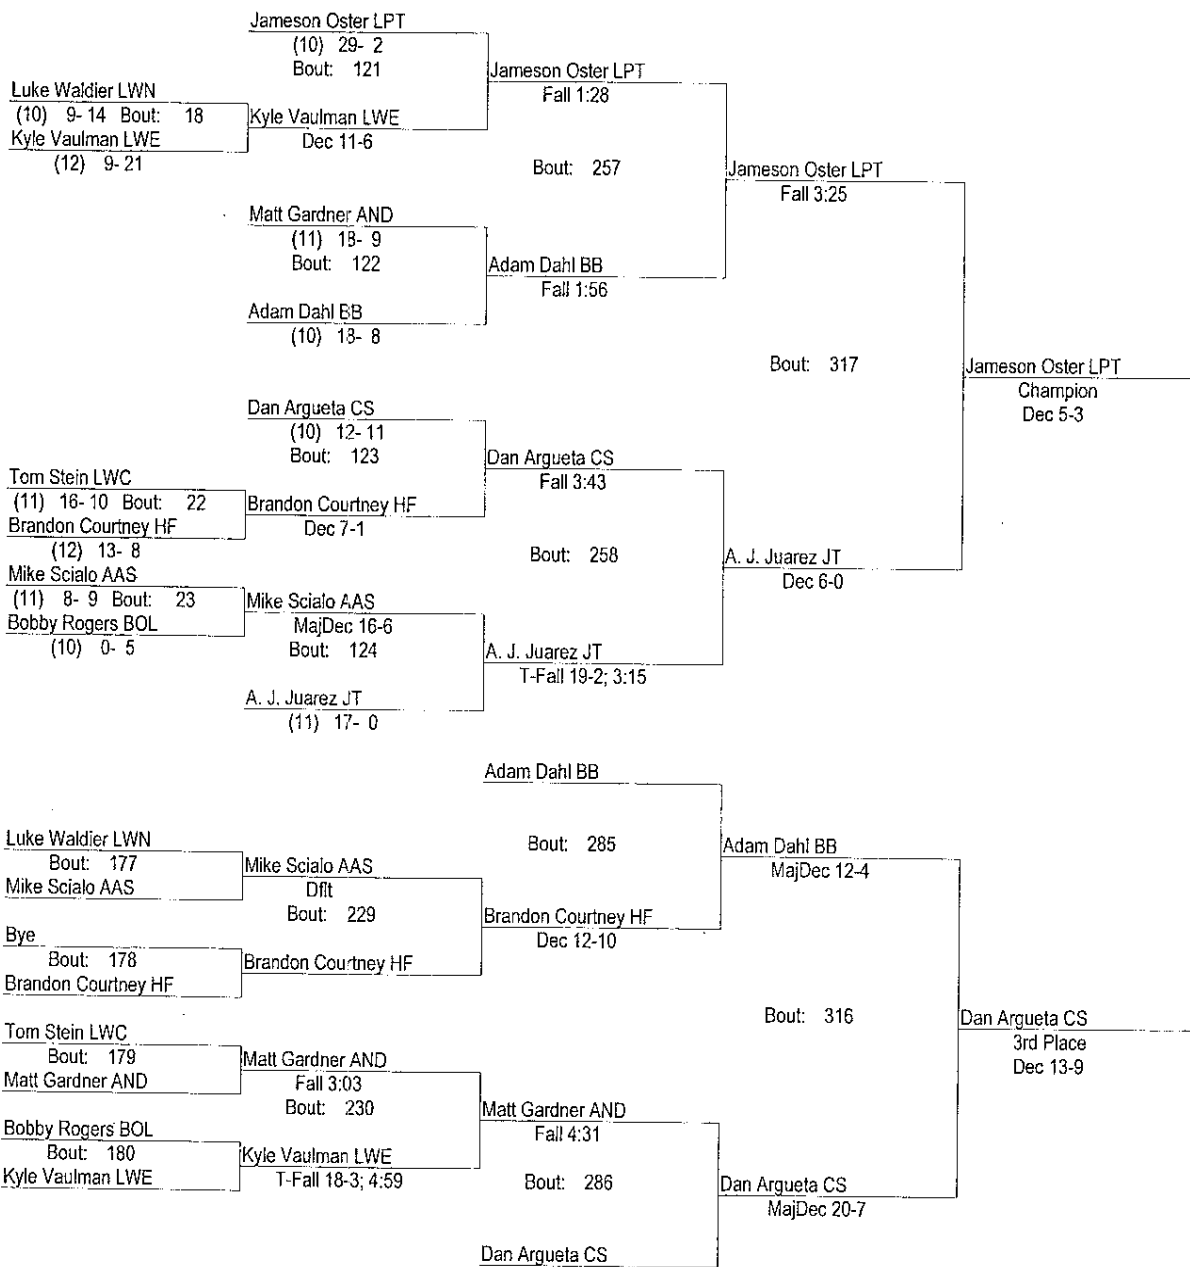 Jameson Oster LPT
(10) 29- 2
Bout: 121
Jameson Oster LPT
Fall 1:28
Luke Waldier LWN
(10) 9- 14 Bout: 18
Kyle Vaulman LWE
(12) 9- 21
Kyle Vaulman LWE
Dec 11-6
Bout: 257
Jameson Oster LPT
Fall 3:25
Matt Gardner AND
(11) 18- 9
Bout: 122
Adam Dahl BB
Fall 1:56
Adam Dahl BB
(10) 18- 8
Bout: 317
Jameson Oster LPT
Champion
Dec 5-3
Dan Argueta CS
(10) 12- 11
Bout: 123
Dan Argueta CS
Fall 3:43
Tom Stein LWC
(11) 16- 10 Bout: 22
Brandon Courtney HF
(12) 13- 8
Brandon Courtney HF
Dec 7-1
Bout: 258
A. J. Juarez JT
Dec 6-0
Mike Scialo AAS
(11) 8- 9 Bout: 23
Bobby Rogers BOL
(10) 0- 5
Mike Scialo AAS
MajDec 16-6
Bout: 124
A. J. Juarez JT
T-Fall 19-2; 3:15
A. J. Juarez JT
(11) 17- 0
Adam Dahl BB
Bout: 285
Adam Dahl BB
MajDec 12-4
Luke Waldier LWN
Bout: 177
Mike Scialo AAS
Mike Scialo AAS
Dflt
Bout: 229
Brandon Courtney HF
Dec 12-10
Bye
Bout: 178
Brandon Courtney HF
Brandon Courtney HF
Bout: 316
Dan Argueta CS
3rd Place
Dec 13-9
Tom Stein LWC
Bout: 179
Matt Gardner AND
Matt Gardner AND
Fall 3:03
Bout: 230
Matt Gardner AND
Fall 4:31
Bobby Rogers BOL
Bout: 180
Kyle Vaulman LWE
Kyle Vaulman LWE
T-Fall 18-3; 4:59
Bout: 286
Dan Argueta CS
MajDec 20-7
Dan Argueta CS